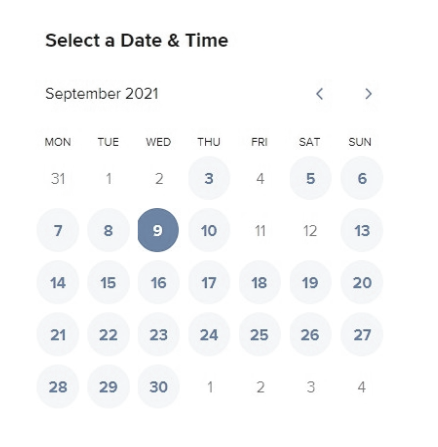 Select a Date & Time
September 2021
MON TUE WED THU FRI SAT SUN
31 1 2 3 4 5 6
7 8 9 10 11 12 13
14 15 16 17 18 19 20
21 22 23 24 25 26 27
28 29 30 1 2 3 4